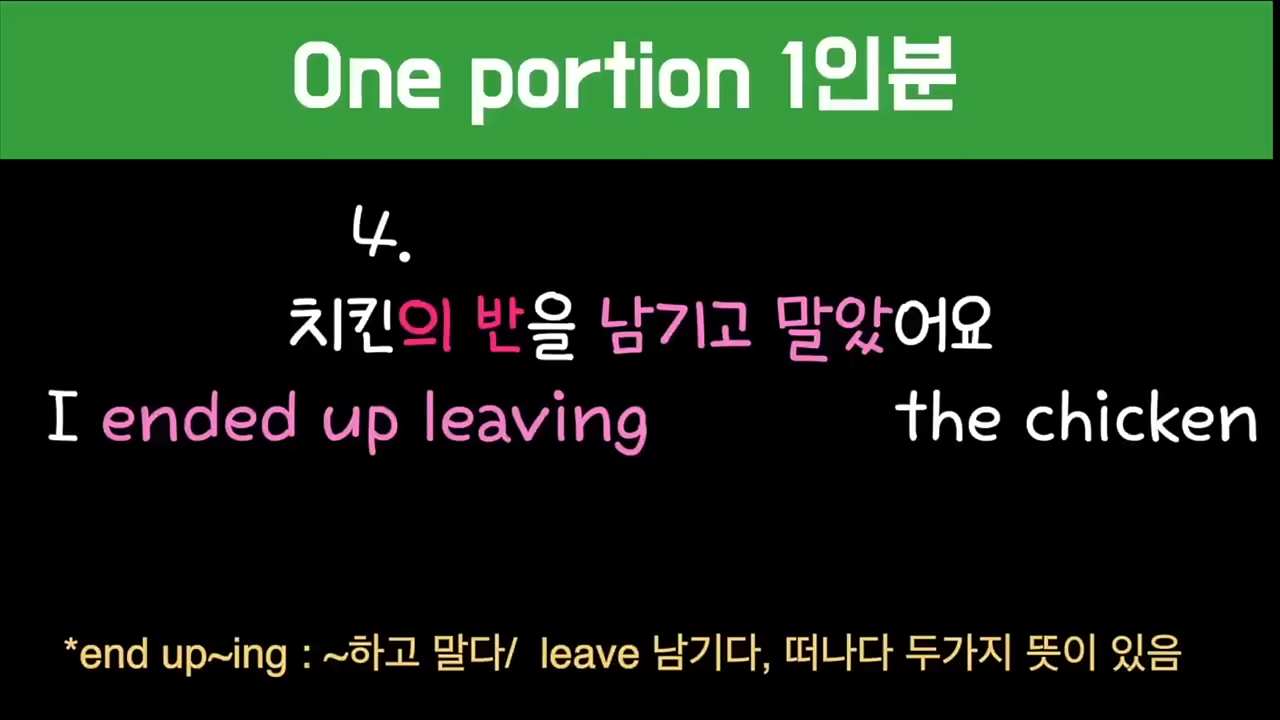 One portion 1인분
4.
치킨의 반을 남기고 말았어요
I ended up leaving the chicken
*end up~ing : ~하고 말다/ leave 남기다, 떠나다 두가지 뜻이 있음